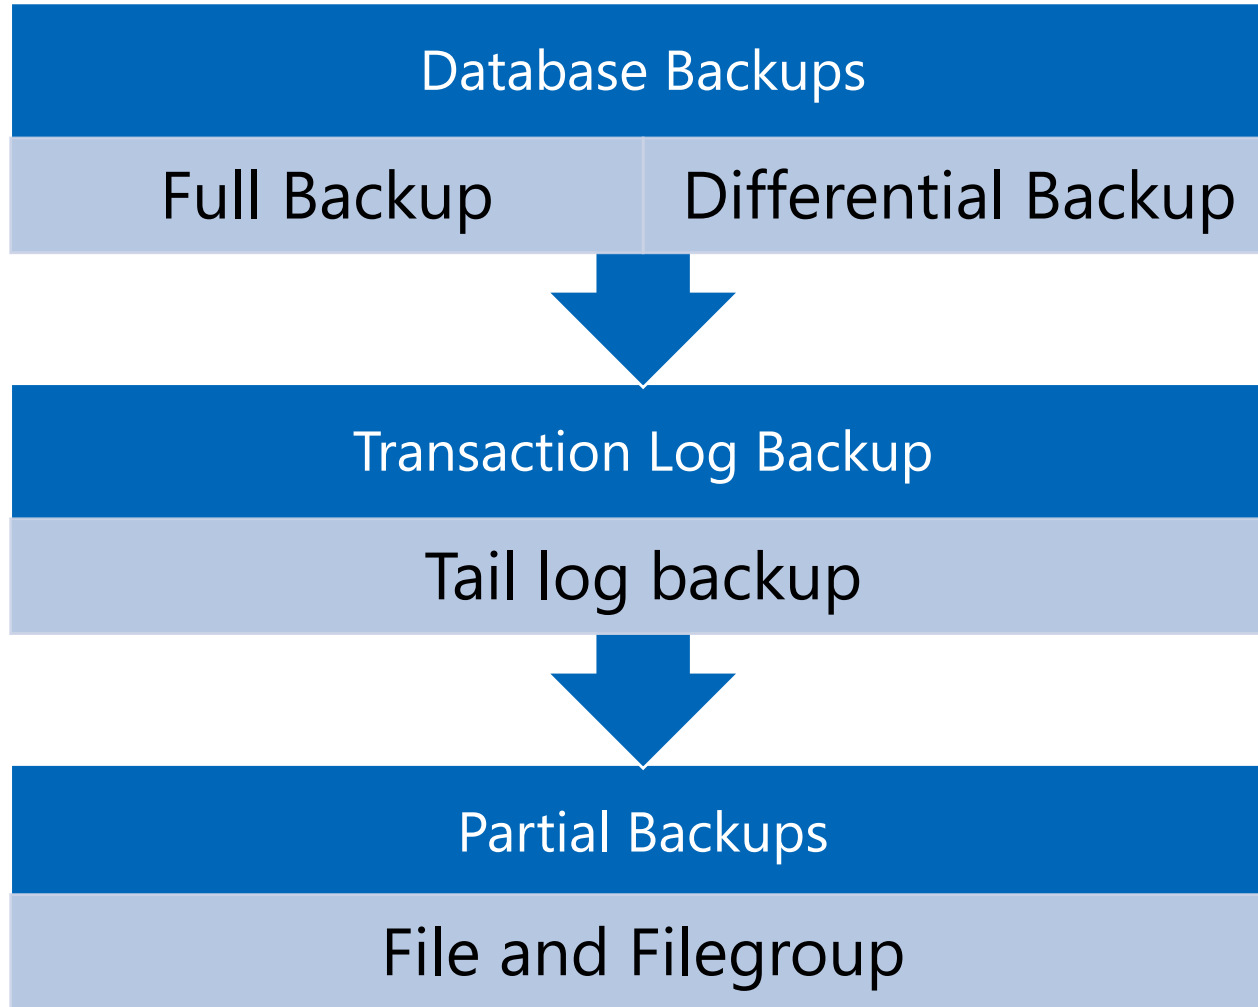 Database Backups
Full Backup
Differential Backup
Transaction Log Backup
Tail log backup
Partial Backups
File and Filegroup